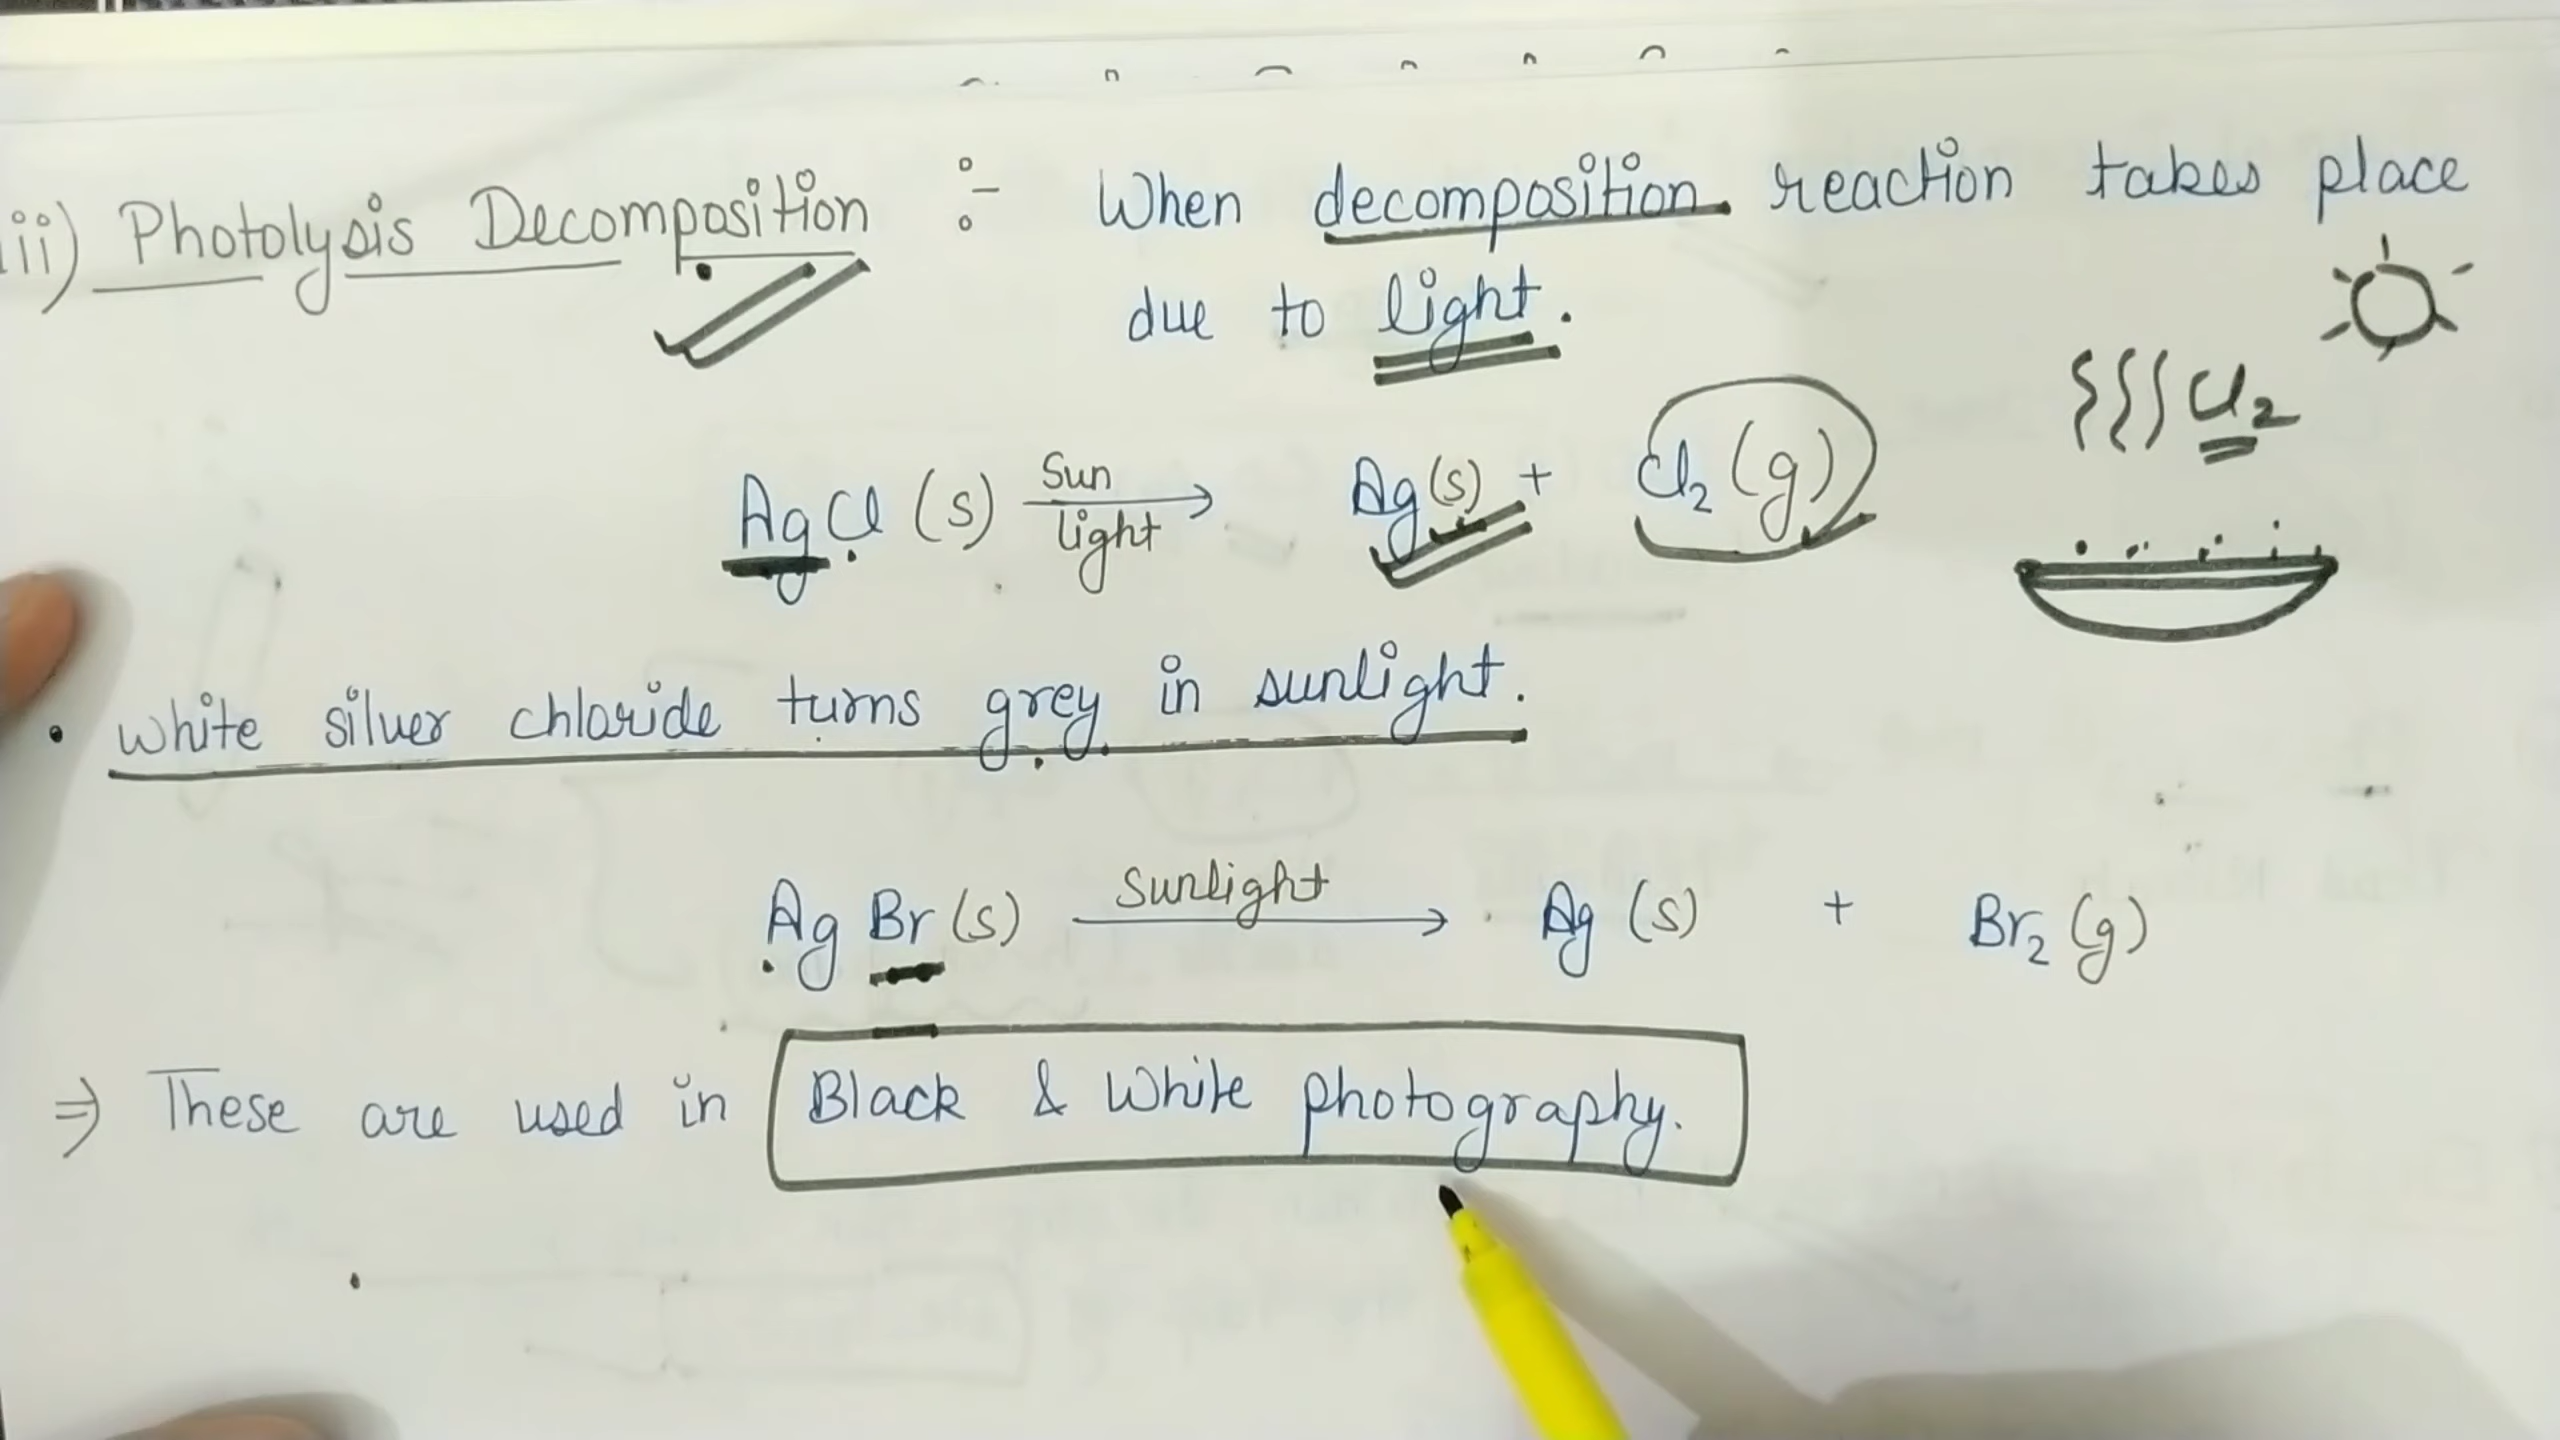 iii) Photolysis Decomposition :- When decomposition reaction takes place
due to light.
Cl2
AgCl (s) Sun light → Ag(s) + Cl2 (g)
• White silver chloride turns grey in sunlight.
AgBr (s) Sunlight → Ag (s) + Br2 (g)
⇒ These are used in Black & White photography.